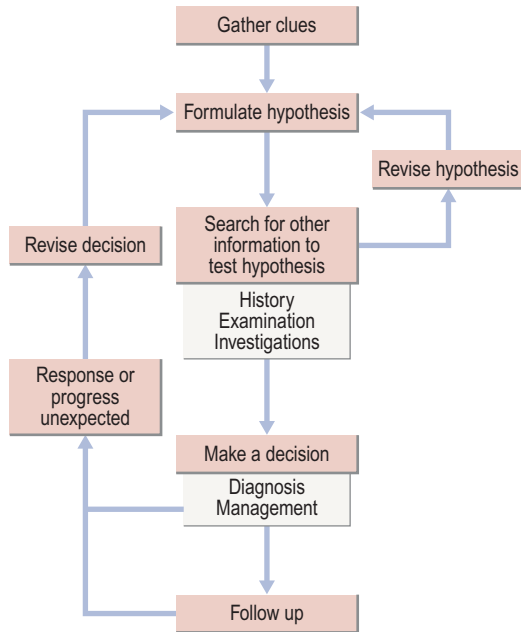 Gather clues
Formulate hypothesis
Revise hypothesis
Search for other
information to
test hypothesis
Revise decision
History
Examination
Investigations
Response or
progress
unexpected
Make a decision
Diagnosis
Management
Follow up